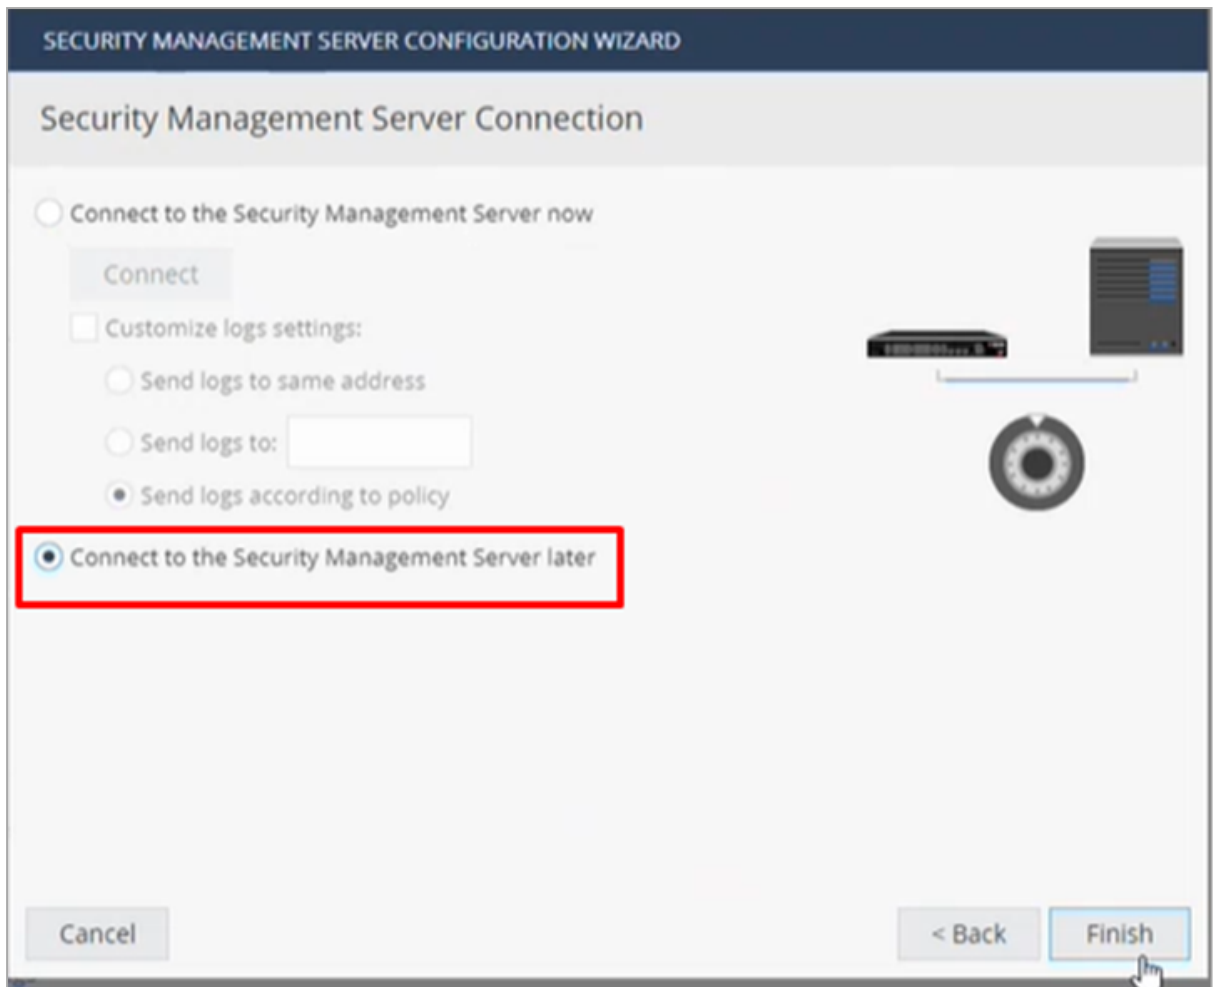 SECURITY MANAGEMENT SERVER CONFIGURATION WIZARD
Security Management Server Connection
Connect to the Security Management Server now
Connect
Customize logs settings:
Send logs to same address
Send logs to:
Send logs according to policy
Connect to the Security Management Server later
Cancel
< Back
Finish